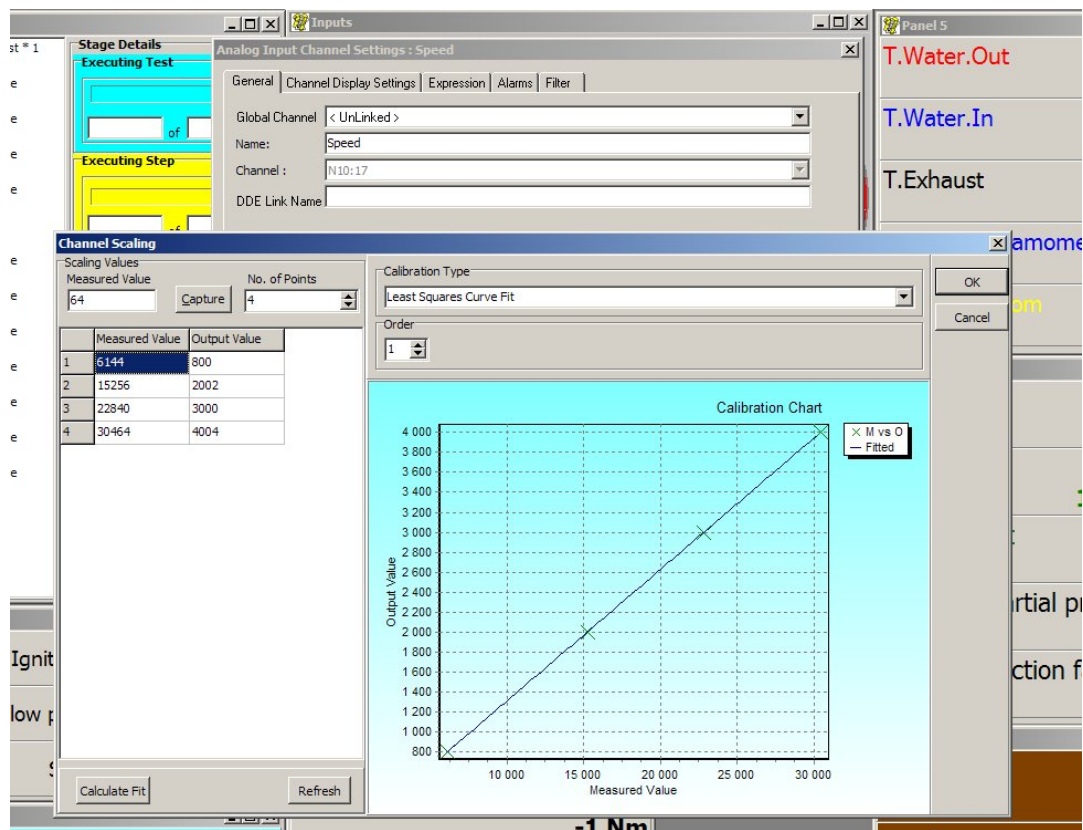 Inputs
Panel 5
st * 1
Stage Details
Executing Test
of
Executing Step
of
Analog Input Channel Settings : Speed
General Channel Display Settings Expression Alarms Filter
Global Channel < UnLinked >
Name: Speed
Channel : N10:17
DDE Link Name
T.Water.Out
T.Water.In
T.Exhaust
amome
om
e
e
e
e
e
e
e
e
e
e
e
Channel Scaling
Scaling Values
Measured Value No. of Points
64 Capture 4
Measured Value Output Value
1 6144 800
2 15256 2002
3 22840 3000
4 30464 4004
Calculate Fit Refresh
Calibration Type
Least Squares Curve Fit
Order
1
OK
Cancel
Calibration Chart
M vs O
Fitted
4 000
3 800
3 600
3 400
3 200
3 000
2 800
2 600
2 400
2 200
2 000
1 800
1 600
1 400
1 200
1 000
800
Output Value
10 000 15 000 20 000 25 000 30 000
Measured Value
Ignit
low p
rtial pr
ction f
-1 Nm